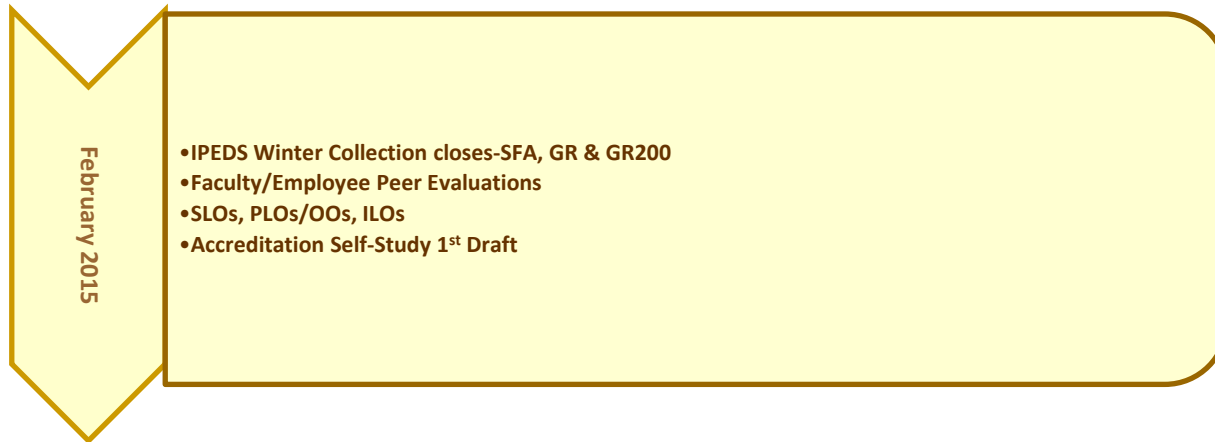 February 2015
•IPEDS Winter Collection closes-SFA, GR & GR200
•Faculty/Employee Peer Evaluations
•SLOs, PLOs/OOs, ILOs
•Accreditation Self-Study 1st Draft